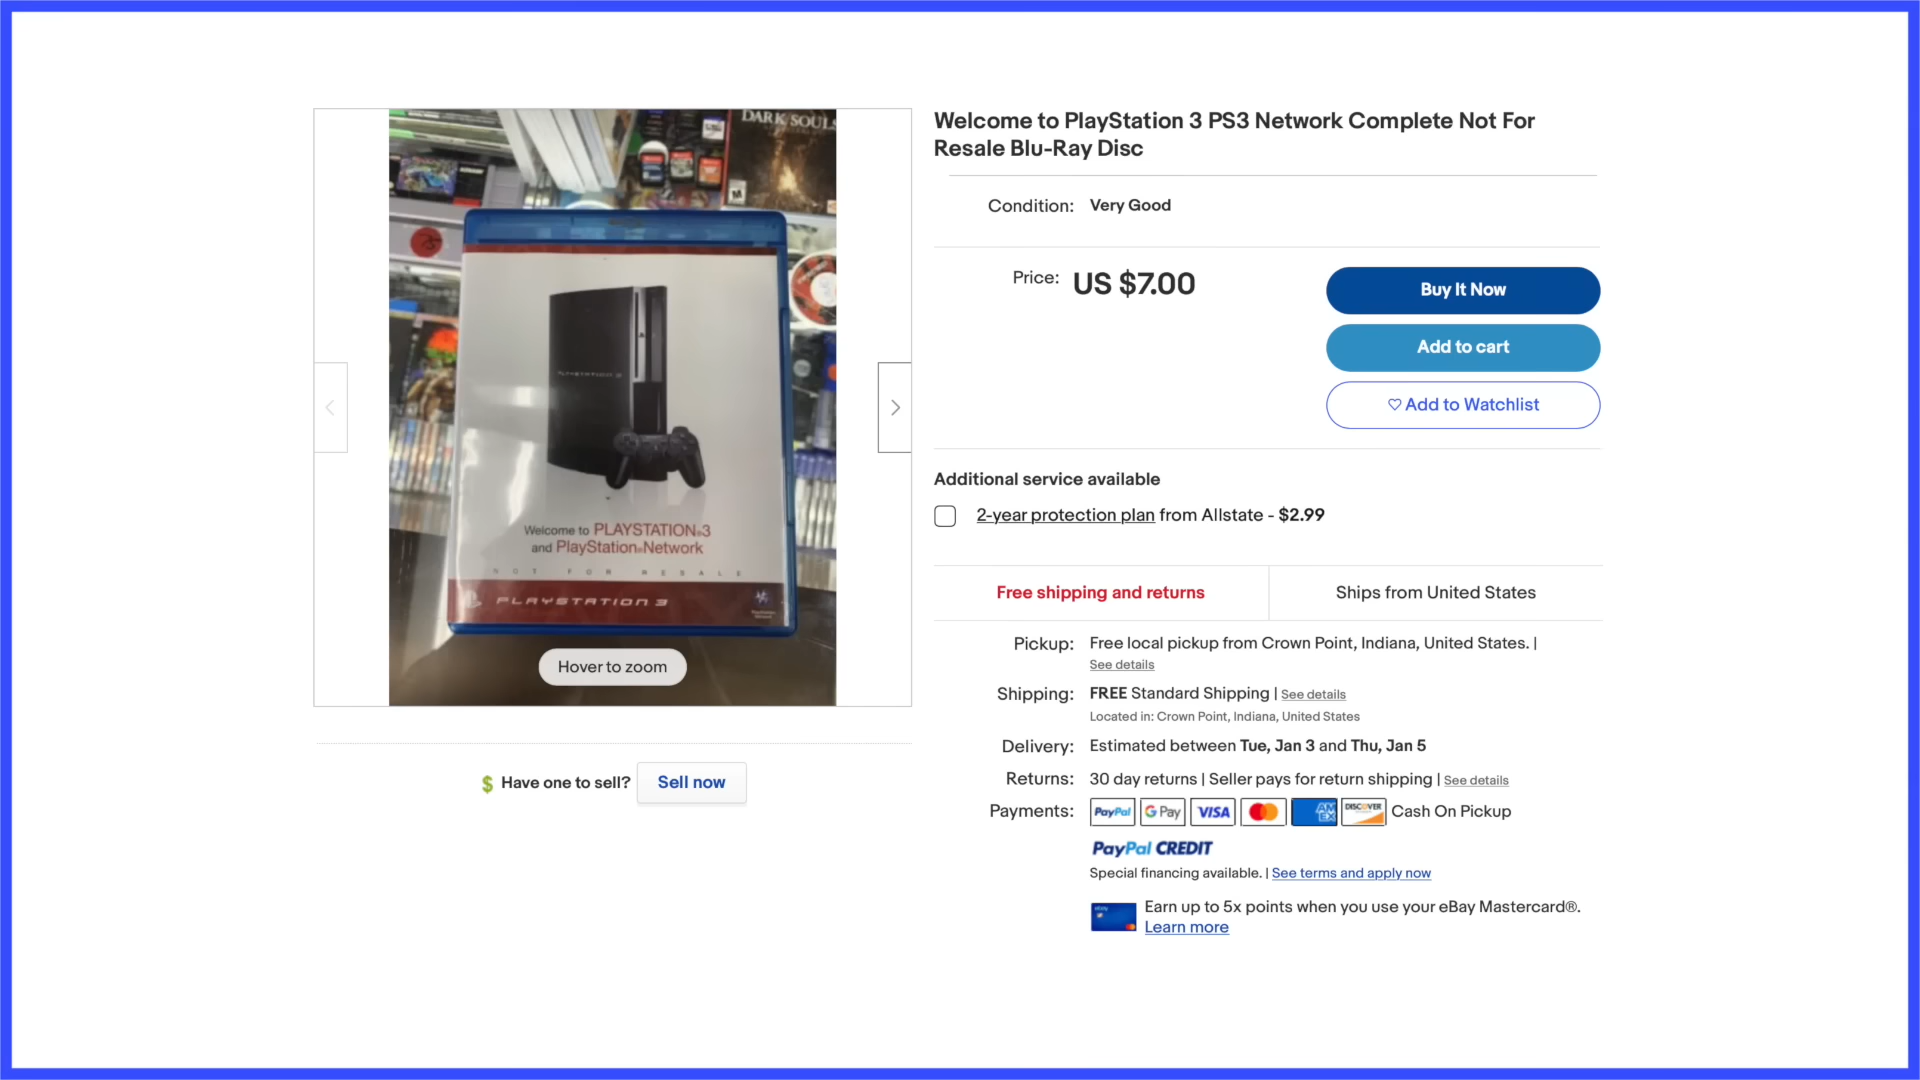 DARK SOULS
Welcome to PLAYSTATION 3
and PlayStation Network
NOT FOR RESALE
PLAYSTATION 3
Hover to zoom
$ Have one to sell? Sell now
Welcome to PlayStation 3 PS3 Network Complete Not For
Resale Blu-Ray Disc
Condition: Very Good
Price: US $7.00
Buy It Now
Add to cart
♡ Add to Watchlist
Additional service available
2-year protection plan from Allstate - $2.99
Free shipping and returns
Ships from United States
Pickup: Free local pickup from Crown Point, Indiana, United States. |
See details
Shipping: FREE Standard Shipping | See details
Located in: Crown Point, Indiana, United States
Delivery: Estimated between Tue, Jan 3 and Thu, Jan 5
Returns: 30 day returns | Seller pays for return shipping | See details
Payments: PayPal G Pay VISA AM EX DISCOVER Cash On Pickup
PayPal CREDIT
Special financing available. | See terms and apply now
Earn up to 5x points when you use your eBay Mastercard®.
Learn more